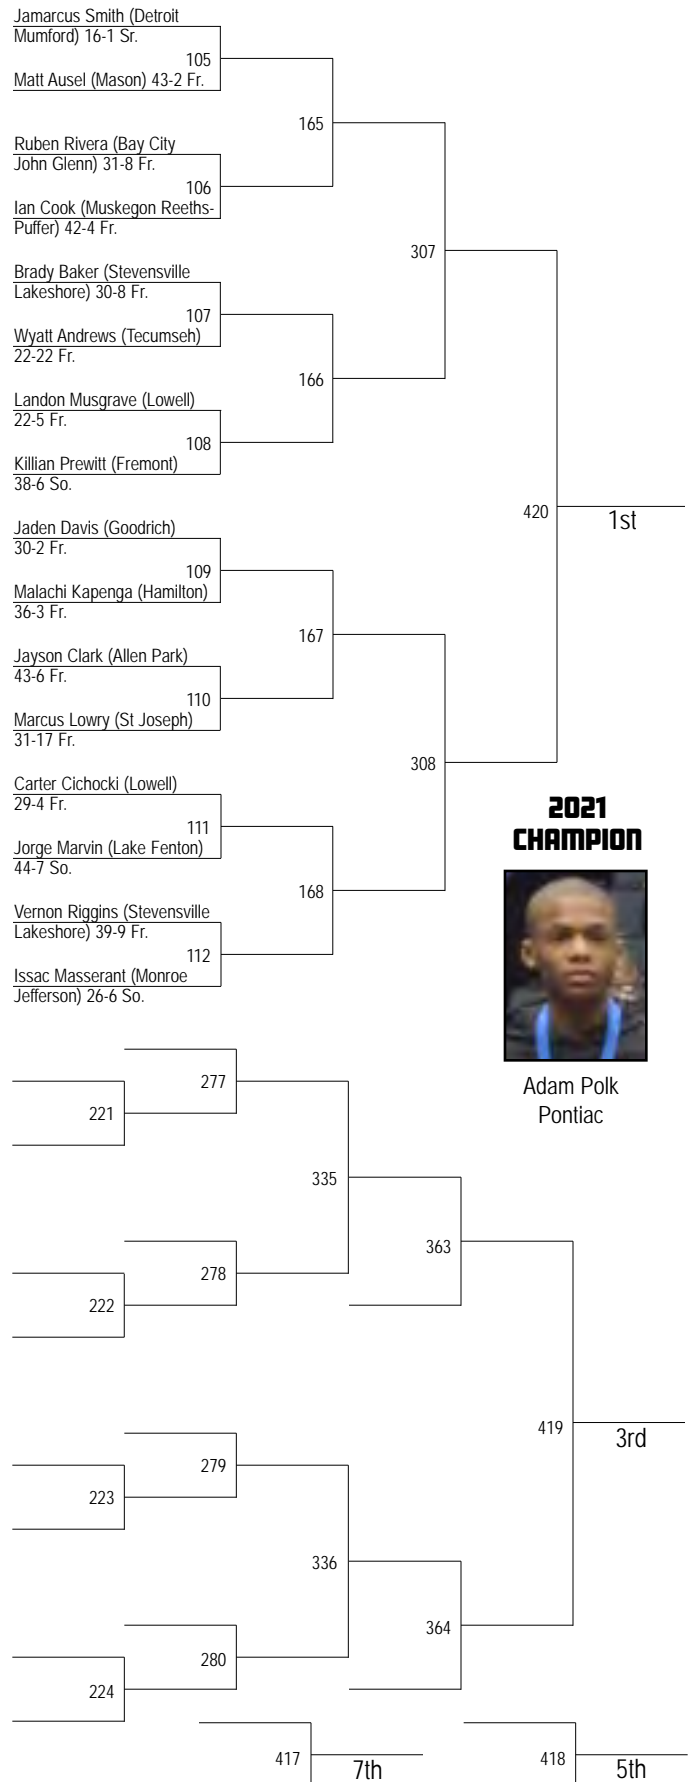 Jamarcus Smith (Detroit
Mumford) 16-1 Sr.
105
Matt Ausel (Mason) 43-2 Fr.
165
Ruben Rivera (Bay City
John Glenn) 31-8 Fr.
106
Ian Cook (Muskegon Reeths-
Puffer) 42-4 Fr.
307
Brady Baker (Stevensville
Lakeshore) 30-8 Fr.
107
Wyatt Andrews (Tecumseh)
22-22 Fr.
166
Landon Musgrave (Lowell)
22-5 Fr.
108
Killian Prewitt (Fremont)
38-6 So.
420
1st
Jaden Davis (Goodrich)
30-2 Fr.
109
Malachi Kapenga (Hamilton)
36-3 Fr.
167
Jayson Clark (Allen Park)
43-6 Fr.
110
Marcus Lowry (St Joseph)
31-17 Fr.
308
Carter Cichocki (Lowell)
29-4 Fr.
111
Jorge Marvin (Lake Fenton)
44-7 So.
168
Vernon Riggins (Stevensville
Lakeshore) 39-9 Fr.
112
Issac Masserant (Monroe
Jefferson) 26-6 So.
2021
CHAMPION
Adam Polk
Pontiac
277
221
335
363
278
222
419
3rd
279
223
336
364
280
224
417
7th
418
5th